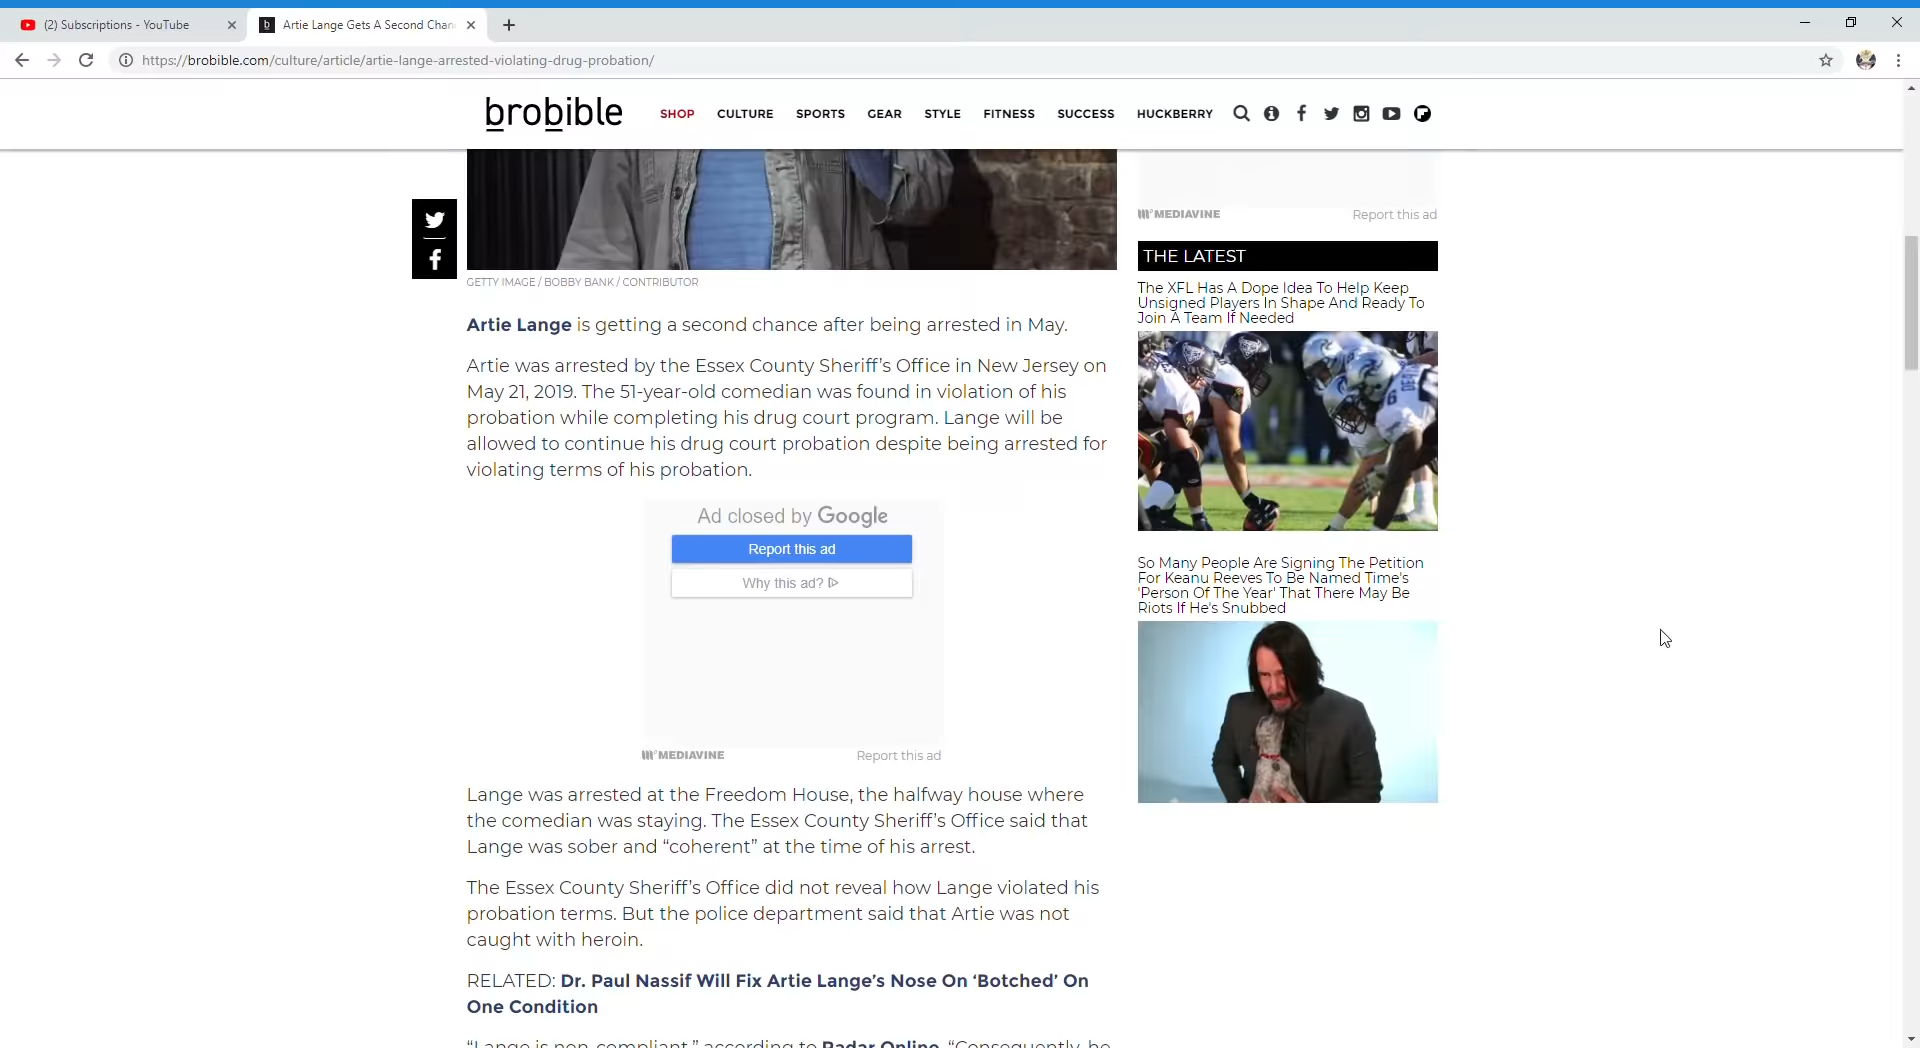 (2) Subscriptions - YouTube
Artie Lange Gets A Second Chan
https://brobible.com/culture/article/artie-lange-arrested-violating-drug-probation/
brobible
SHOP CULTURE SPORTS GEAR STYLE FITNESS SUCCESS HUCKBERRY
GETTY IMAGE / BOBBY BANK / CONTRIBUTOR
Artie Lange is getting a second chance after being arrested in May.
Artie was arrested by the Essex County Sheriff’s Office in New Jersey on
May 21, 2019. The 51-year-old comedian was found in violation of his
probation while completing his drug court program. Lange will be
allowed to continue his drug court probation despite being arrested for
violating terms of his probation.
Ad closed by Google
Report this ad
Why this ad?
MEDIAVINE
Report this ad
Lange was arrested at the Freedom House, the halfway house where
the comedian was staying. The Essex County Sheriff’s Office said that
Lange was sober and “coherent” at the time of his arrest.
The Essex County Sheriff’s Office did not reveal how Lange violated his
probation terms. But the police department said that Artie was not
caught with heroin.
RELATED: Dr. Paul Nassif Will Fix Artie Lange’s Nose On ‘Botched’ On
One Condition
“Lange is non-compliant,” according to Radar Online. “Consequently, he
MEDIAVINE
Report this ad
THE LATEST
The XFL Has A Dope Idea To Help Keep
Unsigned Players In Shape And Ready To
Join A Team If Needed
So Many People Are Signing The Petition
For Keanu Reeves To Be Named Time's
'Person Of The Year' That There May Be
Riots If He's Snubbed